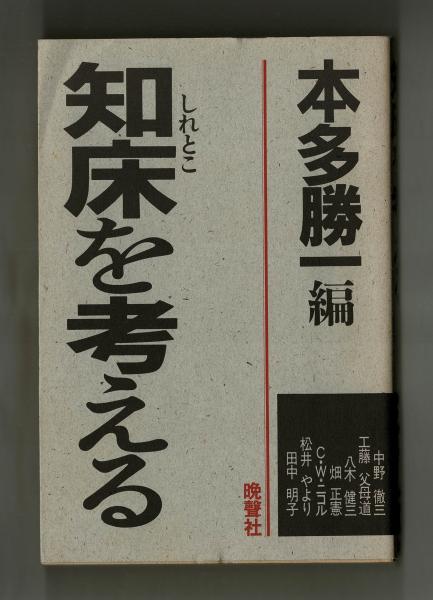 本多勝一編
しれとこ
知床を考える
中野 徹三
工藤 父母道
八木 健三
畑 正憲
C・W・ニコル
松井 やより
田中 明子
晩聲社